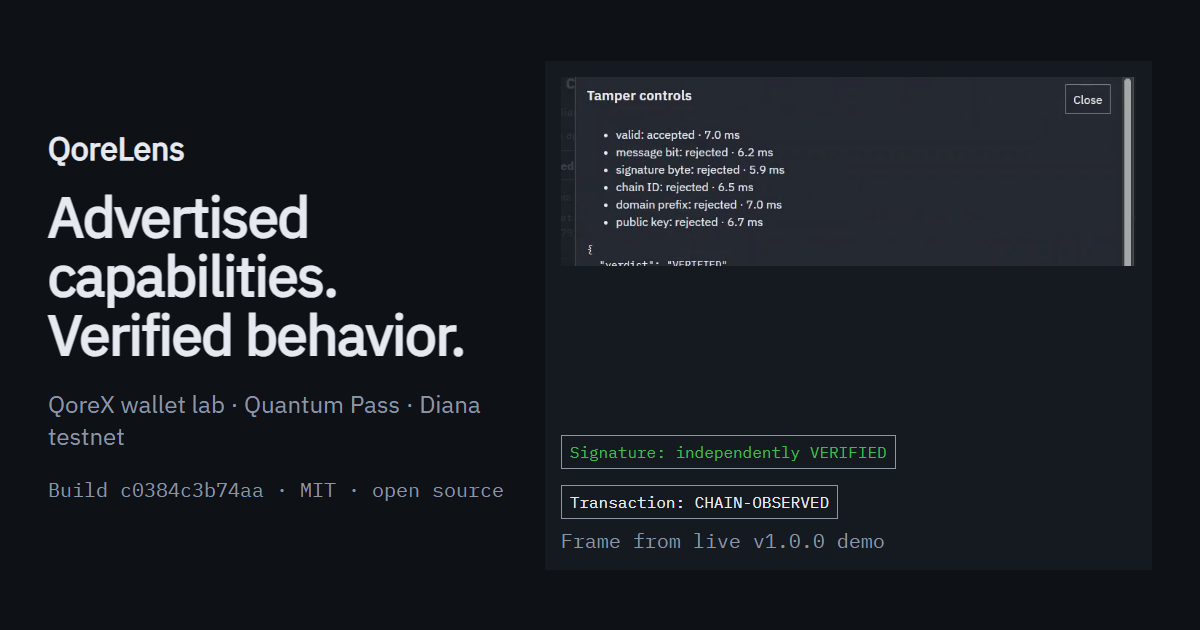 QoreLens
Advertised
capabilities.
Verified behavior.
QoreX wallet lab · Quantum Pass · Diana
testnet
Build c0384c3b74aa · MIT · open source
Tamper controls
Close
• valid: accepted · 7.0 ms
• message bit: rejected · 6.2 ms
• signature byte: rejected · 5.9 ms
• chain ID: rejected · 6.5 ms
• domain prefix: rejected · 7.0 ms
• public key: rejected · 6.7 ms
{
"verdict": "VERIFIED"
Signature: independently VERIFIED
Transaction: CHAIN-OBSERVED
Frame from live v1.0.0 demo